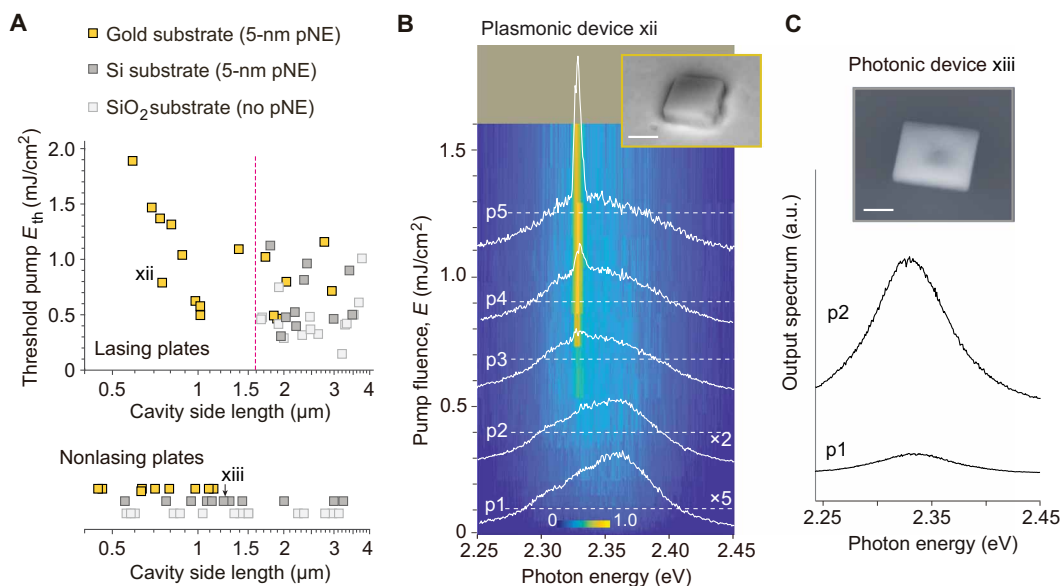 A
Gold substrate (5-nm pNE)
Si substrate (5-nm pNE)
SiO2 substrate (no pNE)
Threshold pump Eth (mJ/cm2)
2.0
1.5
1.0
0.5
0
xii
Lasing plates
0.5 1 1.5 2 3 4
Cavity side length (µm)
Nonlasing plates
xiii
0.5 1 2 3 4
Cavity side length (µm)
B
Plasmonic device xii
Pump fluence, E (mJ/cm2)
1.5
1.0
0.5
0
p5
p4
p3
p2
×2
p1
×5
0 1.0
2.25 2.30 2.35 2.40 2.45
Photon energy (eV)
C
Photonic device xiii
Output spectrum (a.u.)
p2
p1
2.25 2.35 2.45
Photon energy (eV)